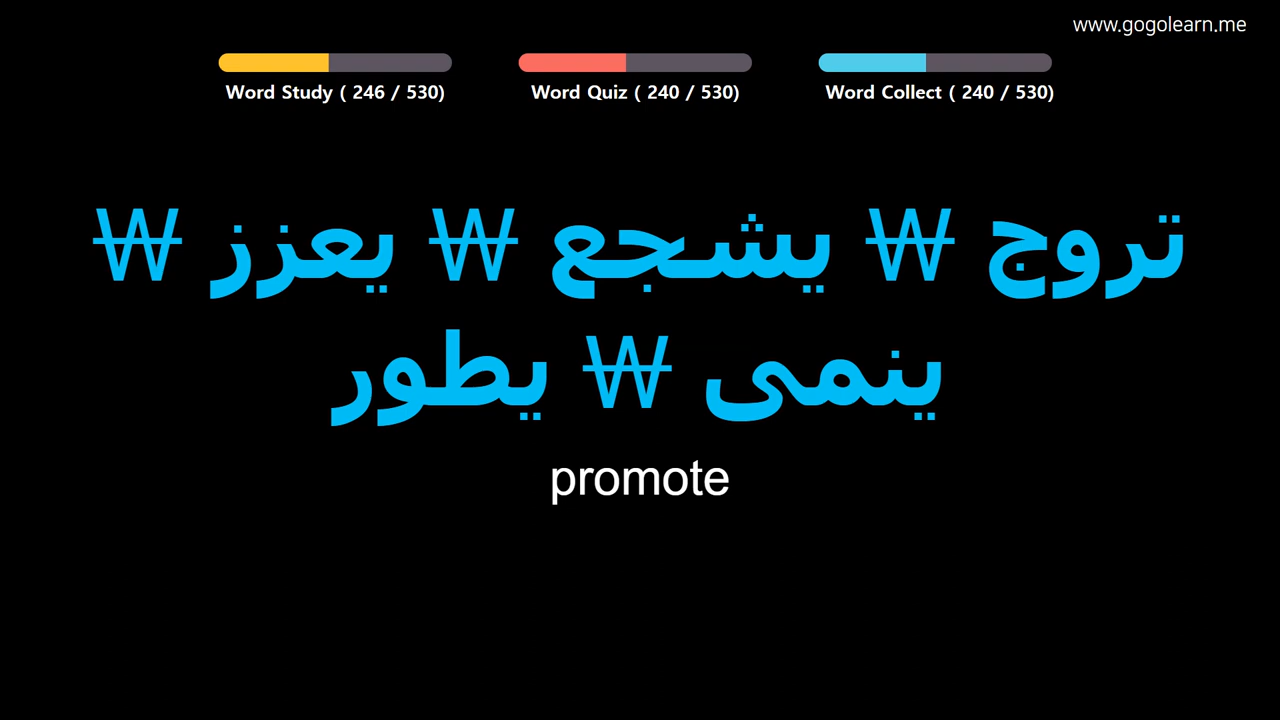 www.gogolearn.me
Word Study ( 246 / 530)
Word Quiz ( 240 / 530)
Word Collect ( 240 / 530)
تروج ₩ يشجع ₩ يعزز ₩
ينمى ₩ يطور
promote